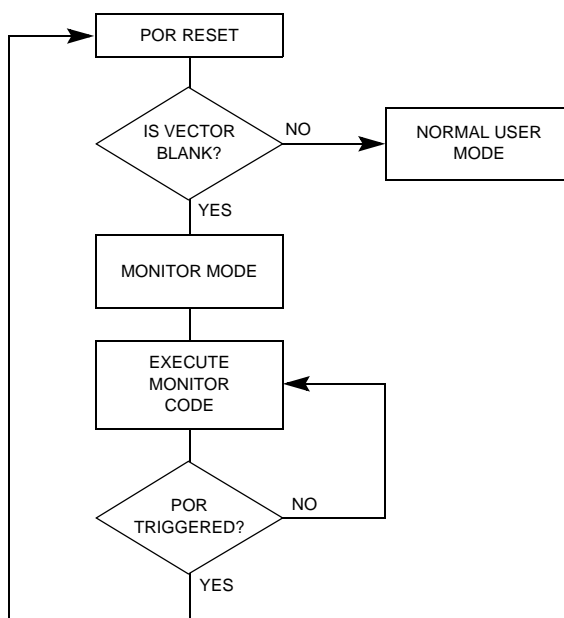 POR RESET
IS VECTOR
BLANK?
NO
NORMAL USER
MODE
YES
MONITOR MODE
EXECUTE
MONITOR
CODE
POR
TRIGGERED?
NO
YES